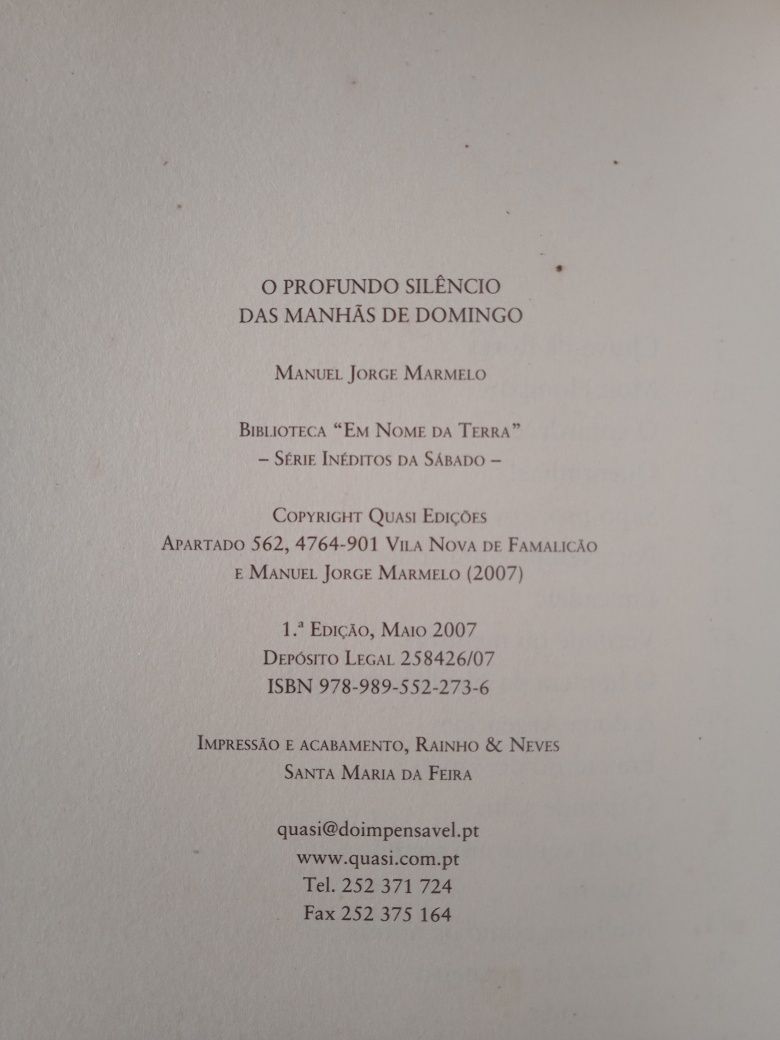 O PROFUNDO SILÊNCIO
DAS MANHÃS DE DOMINGO
MANUEL JORGE MARMELO
BIBLIOTECA “EM NOME DA TERRA”
– SÉRIE INÉDITOS DA SÁBADO –
COPYRIGHT QUASI EDIÇÕES
APARTADO 562, 4764-901 VILA NOVA DE FAMALICÃO
E MANUEL JORGE MARMELO (2007)
1.ª EDIÇÃO, MAIO 2007
DEPÓSITO LEGAL 258426/07
ISBN 978-989-552-273-6
IMPRESSÃO E ACABAMENTO, RAINHO & NEVES
SANTA MARIA DA FEIRA
quasi@doimpensavel.pt
www.quasi.com.pt
Tel. 252 371 724
Fax 252 375 164